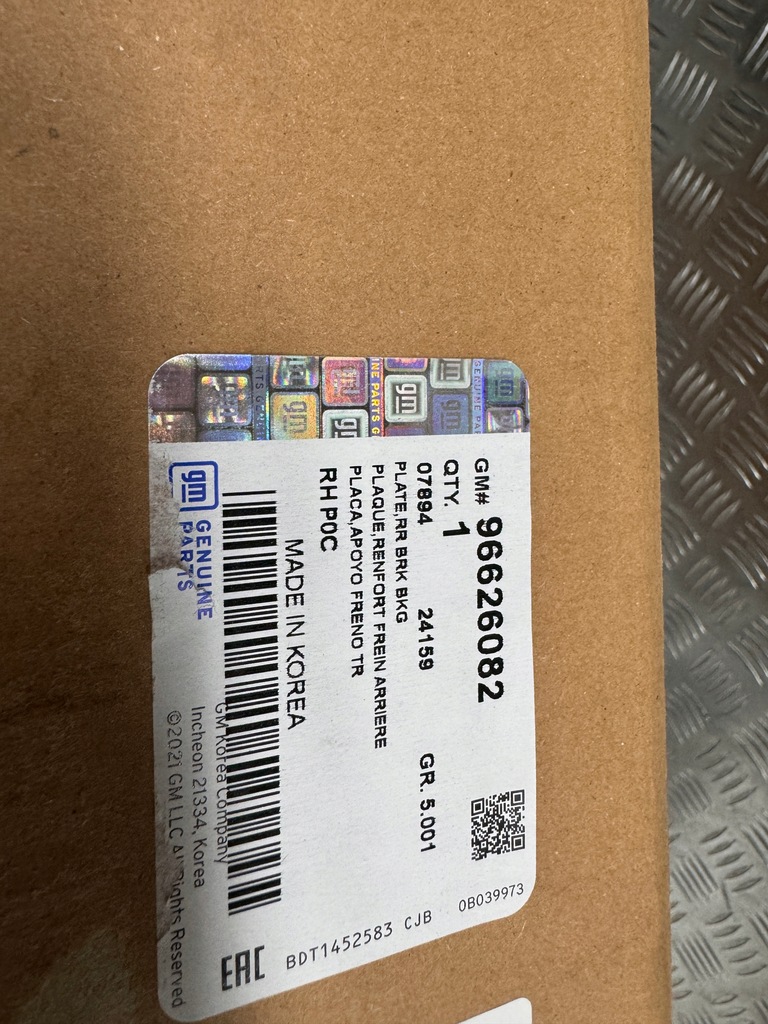 GM# 96626082
QTY. 1
07894 24159 GR. 5.001
PLATE,RR BRK BKG
PLAQUE,RENFORT FREIN ARRIERE
PLACA,APOYO FRENO TR
RH P0C
MADE IN KOREA
gm GENUINE
PARTS
GM Korea Company
Incheon 21334, Korea
©2021 GM LLC All Rights Reserved
EAC
BDT1452583 CJB
0B039973